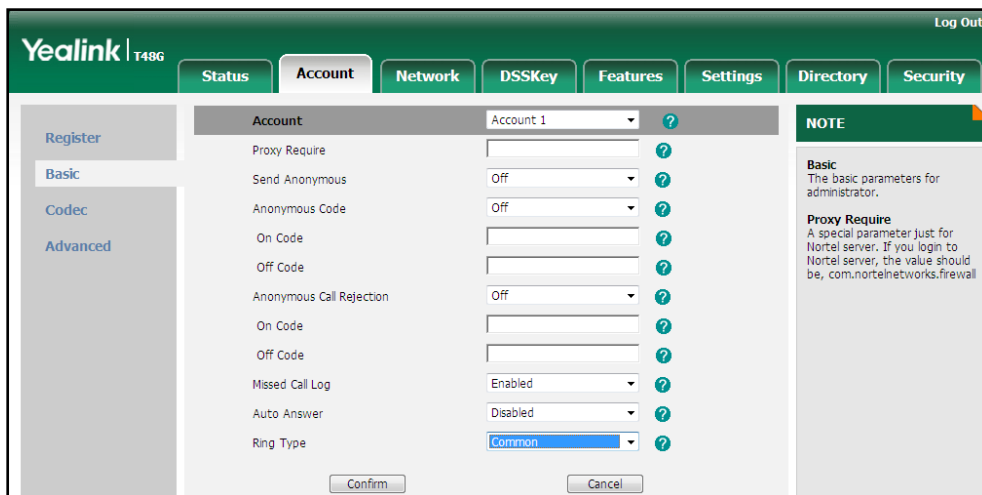 Log Out
Yealink T48G
Status Account Network DSSKey Features Settings Directory Security
Register
Basic
Codec
Advanced
Account Account 1 ?
Proxy Require ?
Send Anonymous Off ?
Anonymous Code Off ?
On Code ?
Off Code ?
Anonymous Call Rejection Off ?
On Code ?
Off Code ?
Missed Call Log Enabled ?
Auto Answer Disabled ?
Ring Type Common ?
Confirm Cancel
NOTE
Basic
The basic parameters for
administrator.
Proxy Require
A special parameter just for
Nortel server. If you login to
Nortel server, the value should
be, com.nortelnetworks.firewall